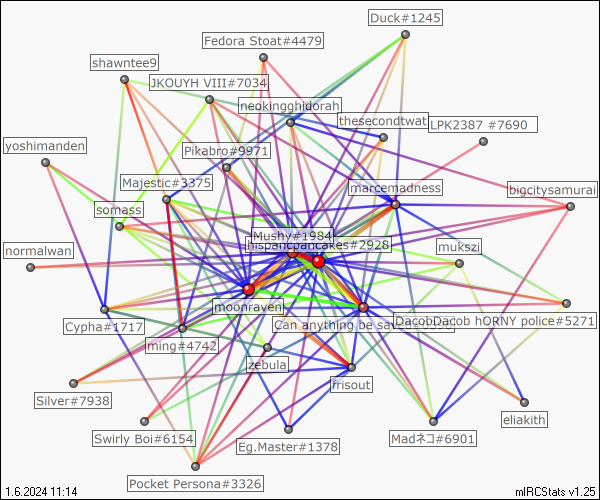 Duck#1245
Fedora Stoat#4479
shawntee9
JKOUYH VIII#7034
neokingghidorah
thesecondtwat
LPK2387 #7690
yoshimanden
Pikabro#9971
Majestic#3375
marcemadness
bigcitysamurai
somass
Mushy#1984
hispancpancakes#2928
mukszi
normalwan
moonraven
Cypha#1717
Can anything be sa
DacobDacob hORNY police#5271
ming#4742
zebula
frisout
Silver#7938
eliakith
Swirly Boi#6154
Eg.Master#1378
Madネコ#6901
Pocket Persona#3326
1.6.2024 11:14
mIRCStats v1.25